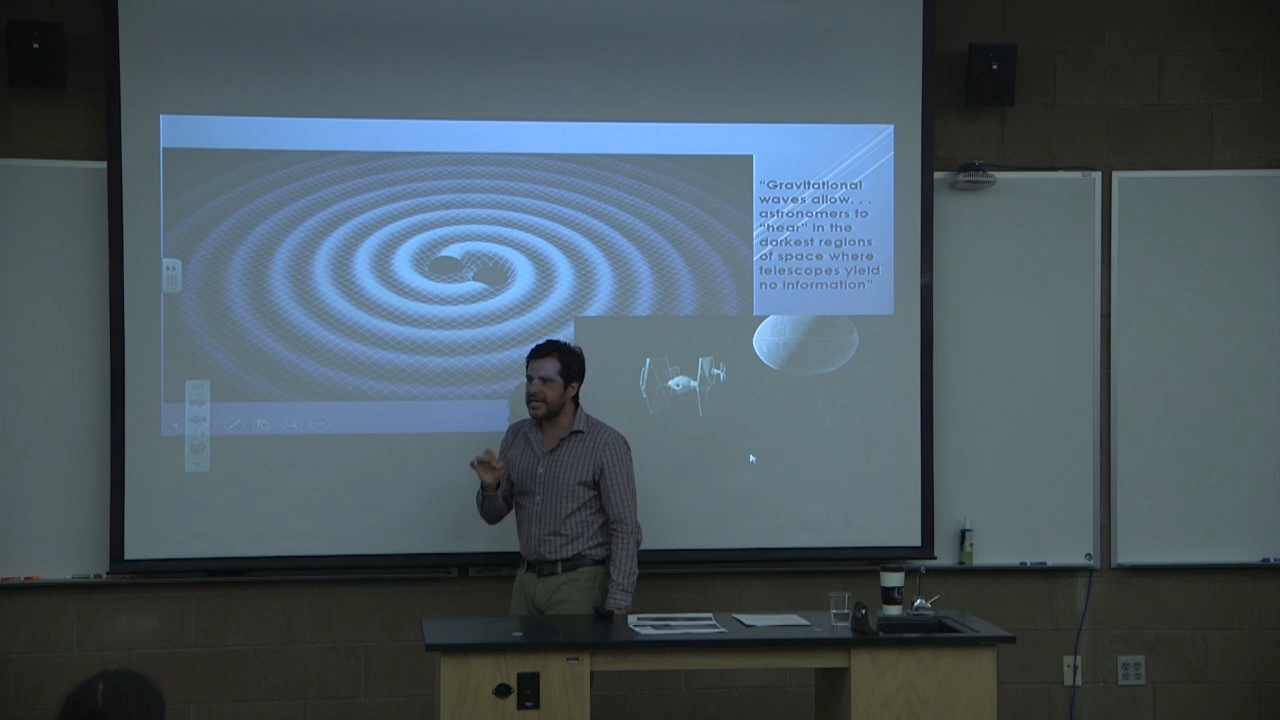 "Gravitational
waves allow. . .
astronomers to
"hear" in the
darkest regions
of space where
telescopes yield
no information"